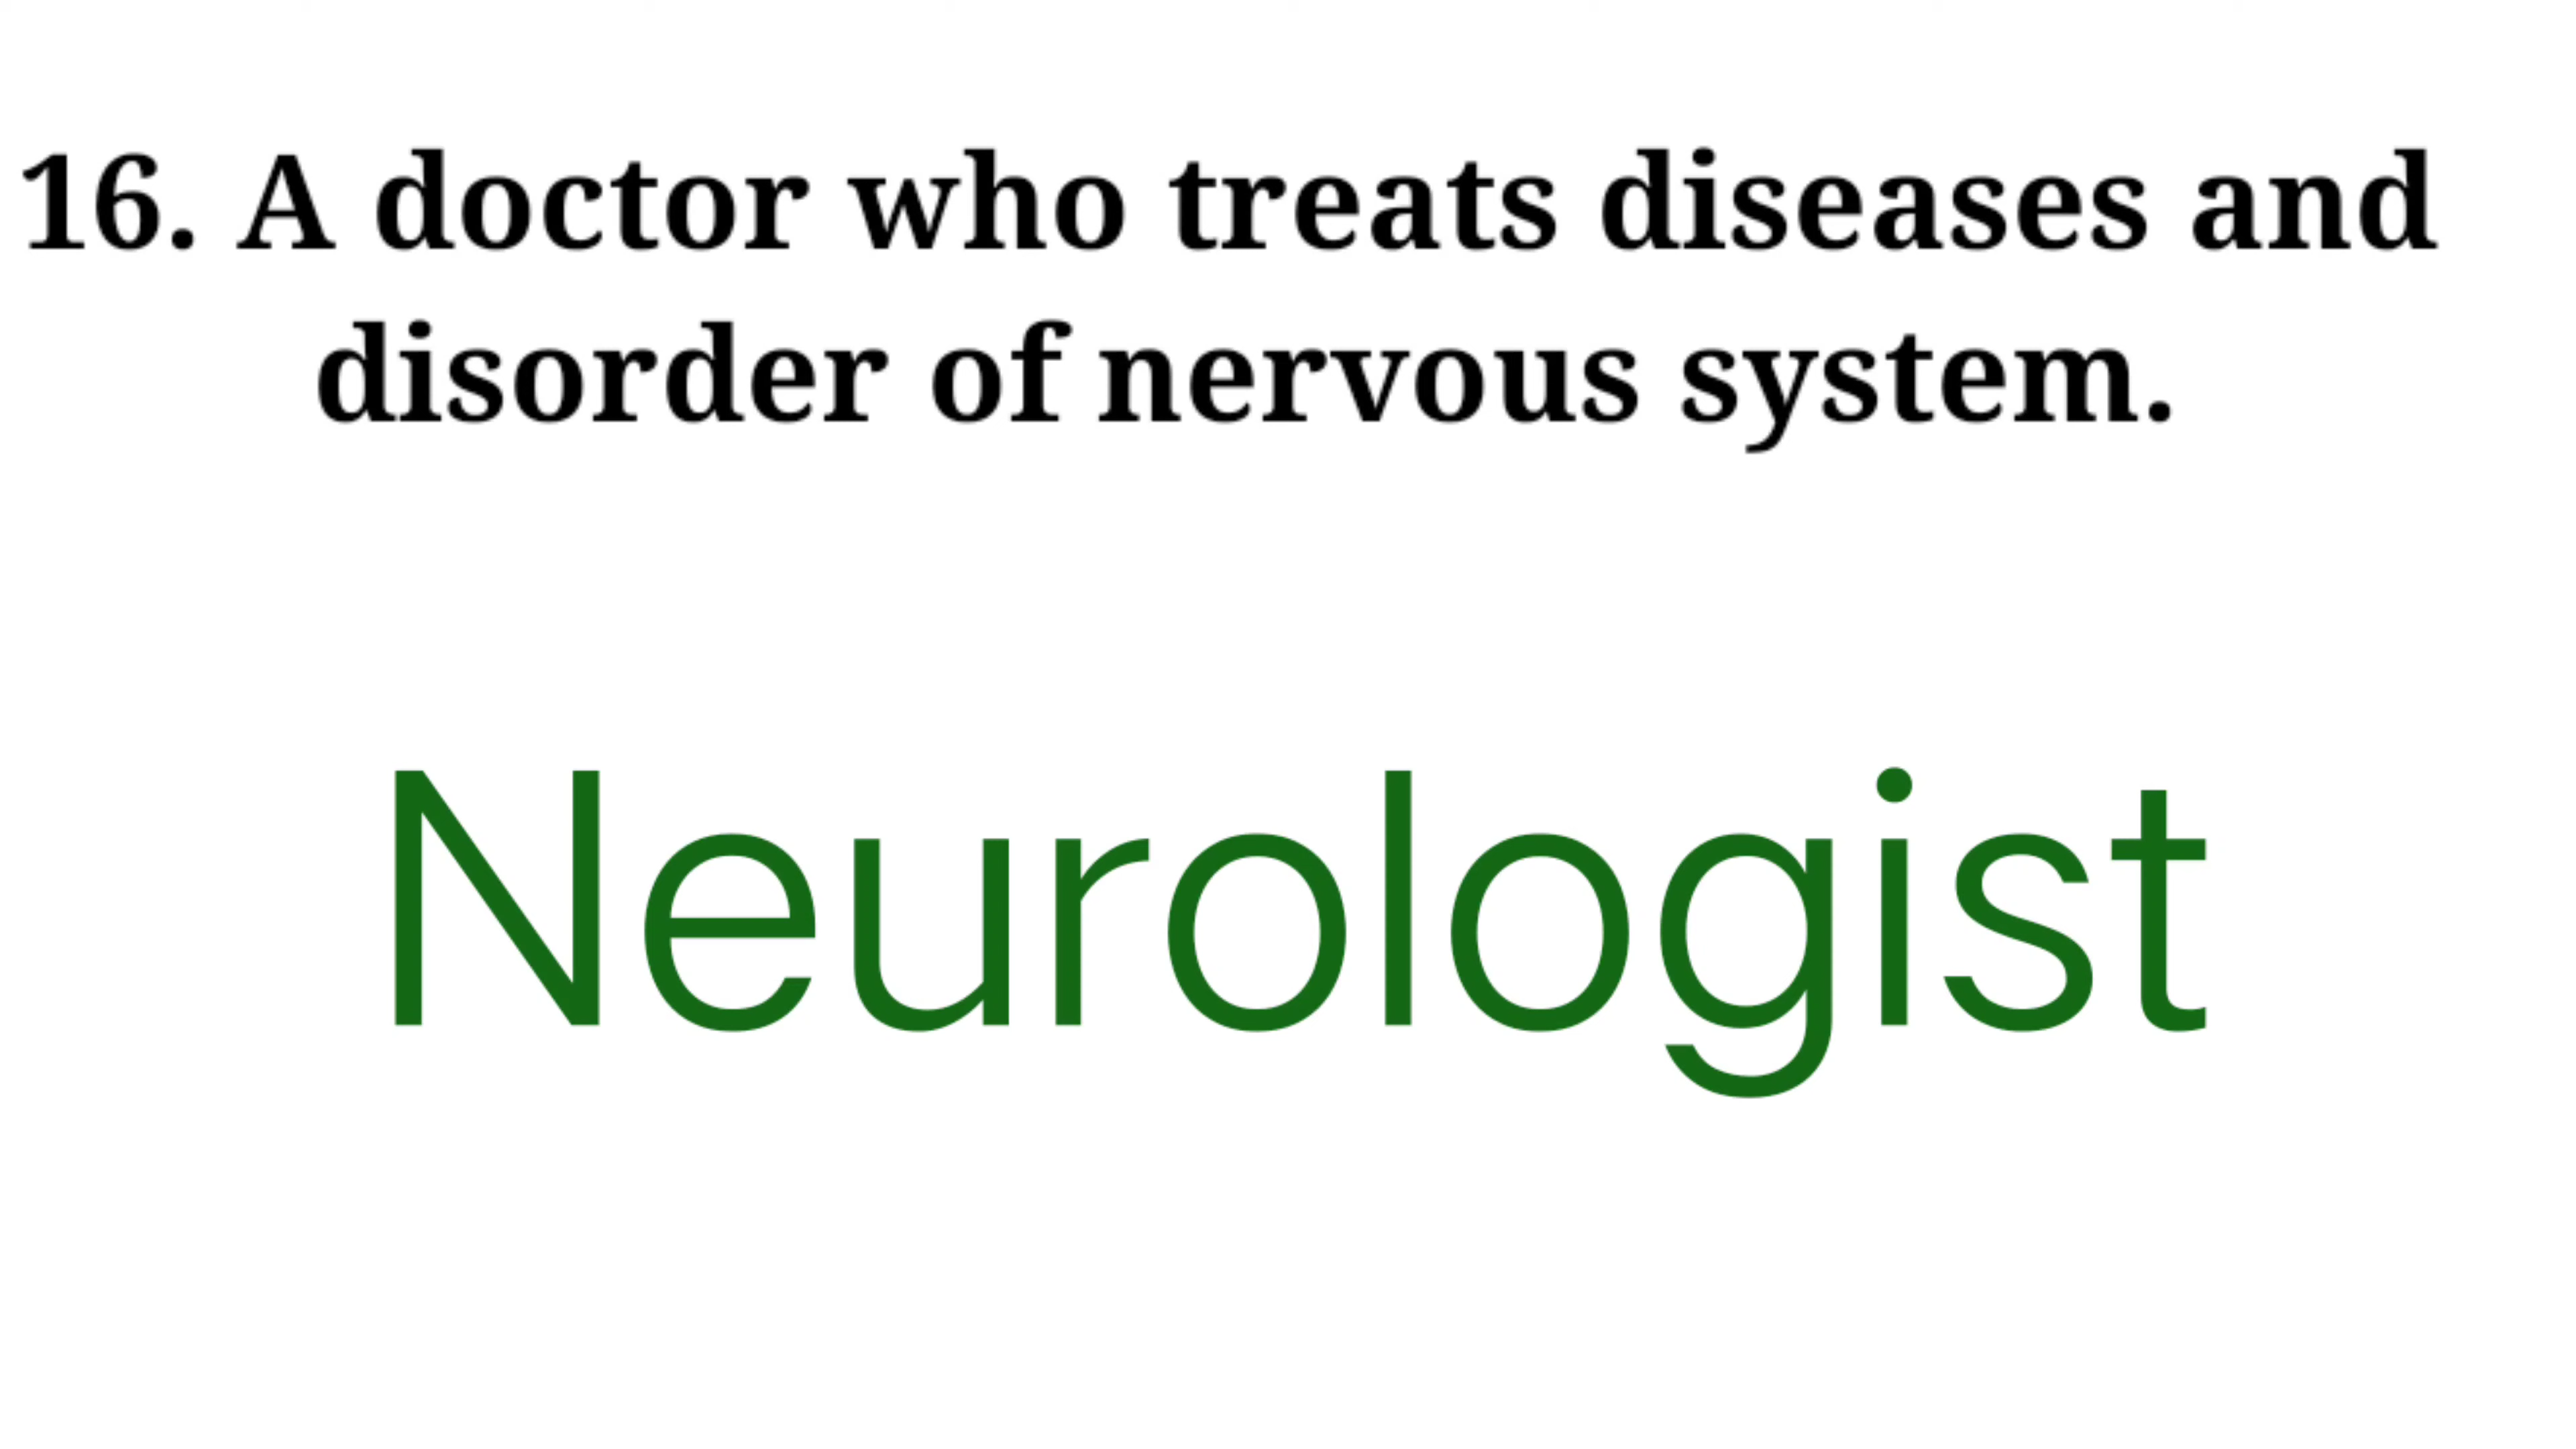 16. A doctor who treats diseases and
disorder of nervous system.
Neurologist